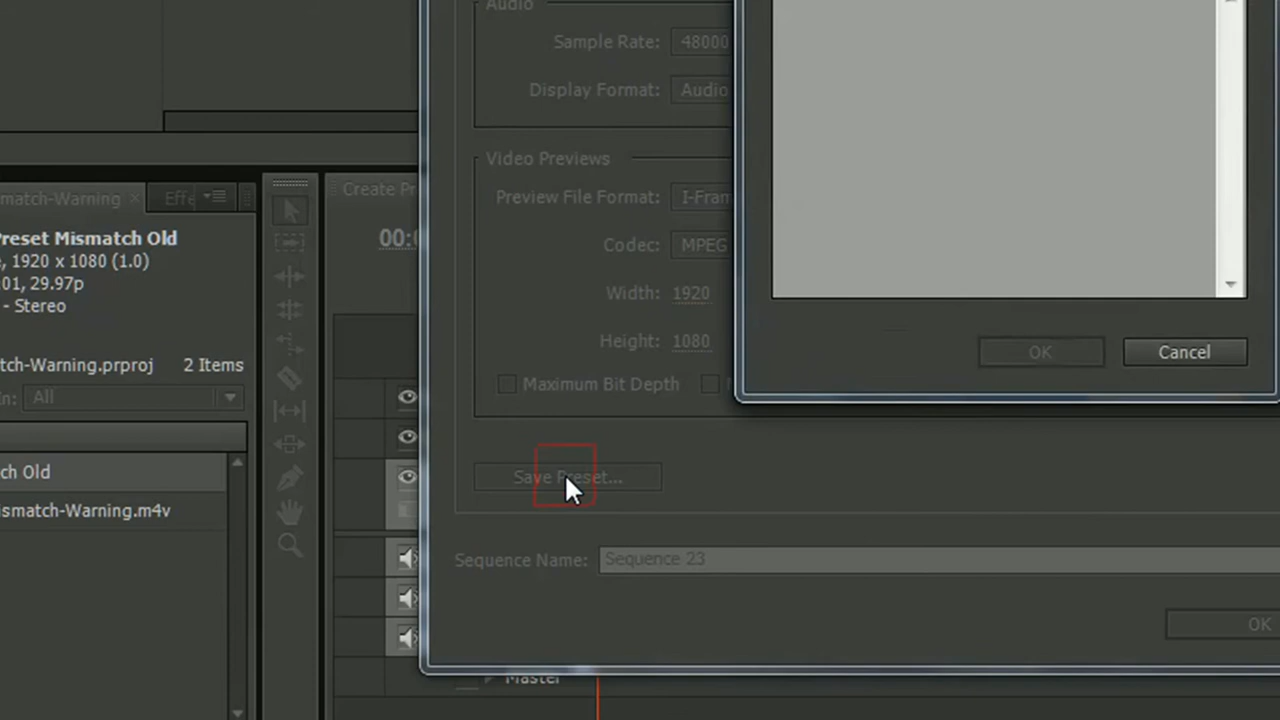 Audio
Sample Rate: 48000
Display Format: Audio
Video Previews
Preview File Format: I-Fram
Codec: MPEG
Width: 1920
Height: 1080
Maximum Bit Depth
OK
Cancel
Save Preset...
Sequence Name: Sequence 23
OK
match-Warning
Effe
Preset Mismatch Old
, 1920 x 1080 (1.0)
01, 29.97p
- Stereo
tch-Warning.prproj 2 Items
In: All
ch Old
ismatch-Warning.m4v
Create Pr
00:
Master